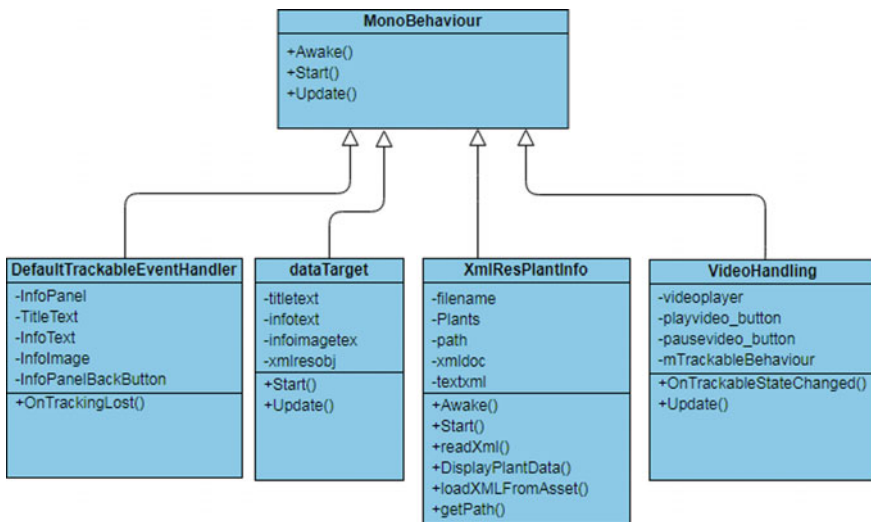 MonoBehaviour
+Awake()
+Start()
+Update()
DefaultTrackableEventHandler
-InfoPanel
-TitleText
-InfoText
-InfoImage
-InfoPanelBackButton
+OnTrackingLost()
dataTarget
-titletext
-infotext
-infoimagetex
-xmlresobj
+Start()
+Update()
XmlResPlantInfo
-filename
-Plants
-path
-xmldoc
-textxml
+Awake()
+Start()
+readXml()
+DisplayPlantData()
+loadXMLFromAsset()
+getPath()
VideoHandling
-videoplayer
-playvideo_button
-pausevideo_button
-mTrackableBehaviour
+OnTrackableStateChanged()
+Update()